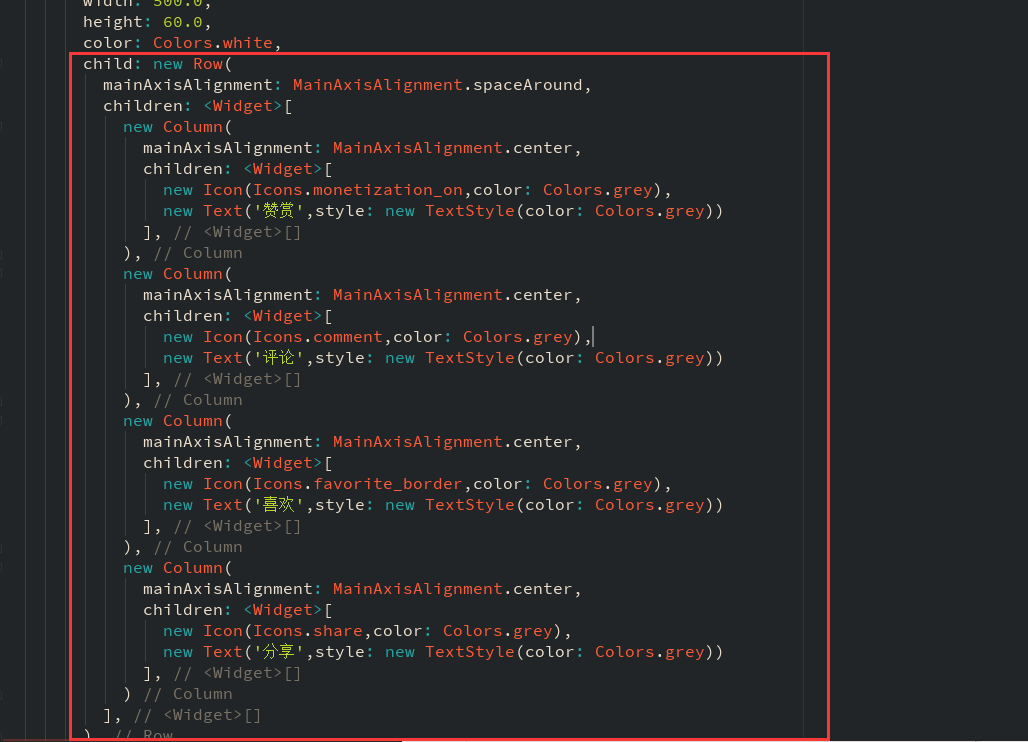 width: 500.0,
height: 60.0,
color: Colors.white,
child: new Row(
mainAxisAlignment: MainAxisAlignment.spaceAround,
children: <Widget>[
new Column(
mainAxisAlignment: MainAxisAlignment.center,
children: <Widget>[
new Icon(Icons.monetization_on,color: Colors.grey),
new Text('赞赏',style: new TextStyle(color: Colors.grey))
], // <Widget>[]
), // Column
new Column(
mainAxisAlignment: MainAxisAlignment.center,
children: <Widget>[
new Icon(Icons.comment,color: Colors.grey),
new Text('评论',style: new TextStyle(color: Colors.grey))
], // <Widget>[]
), // Column
new Column(
mainAxisAlignment: MainAxisAlignment.center,
children: <Widget>[
new Icon(Icons.favorite_border,color: Colors.grey),
new Text('喜欢',style: new TextStyle(color: Colors.grey))
], // <Widget>[]
), // Column
new Column(
mainAxisAlignment: MainAxisAlignment.center,
children: <Widget>[
new Icon(Icons.share,color: Colors.grey),
new Text('分享',style: new TextStyle(color: Colors.grey))
], // <Widget>[]
) // Column
], // <Widget>[]
), // Row